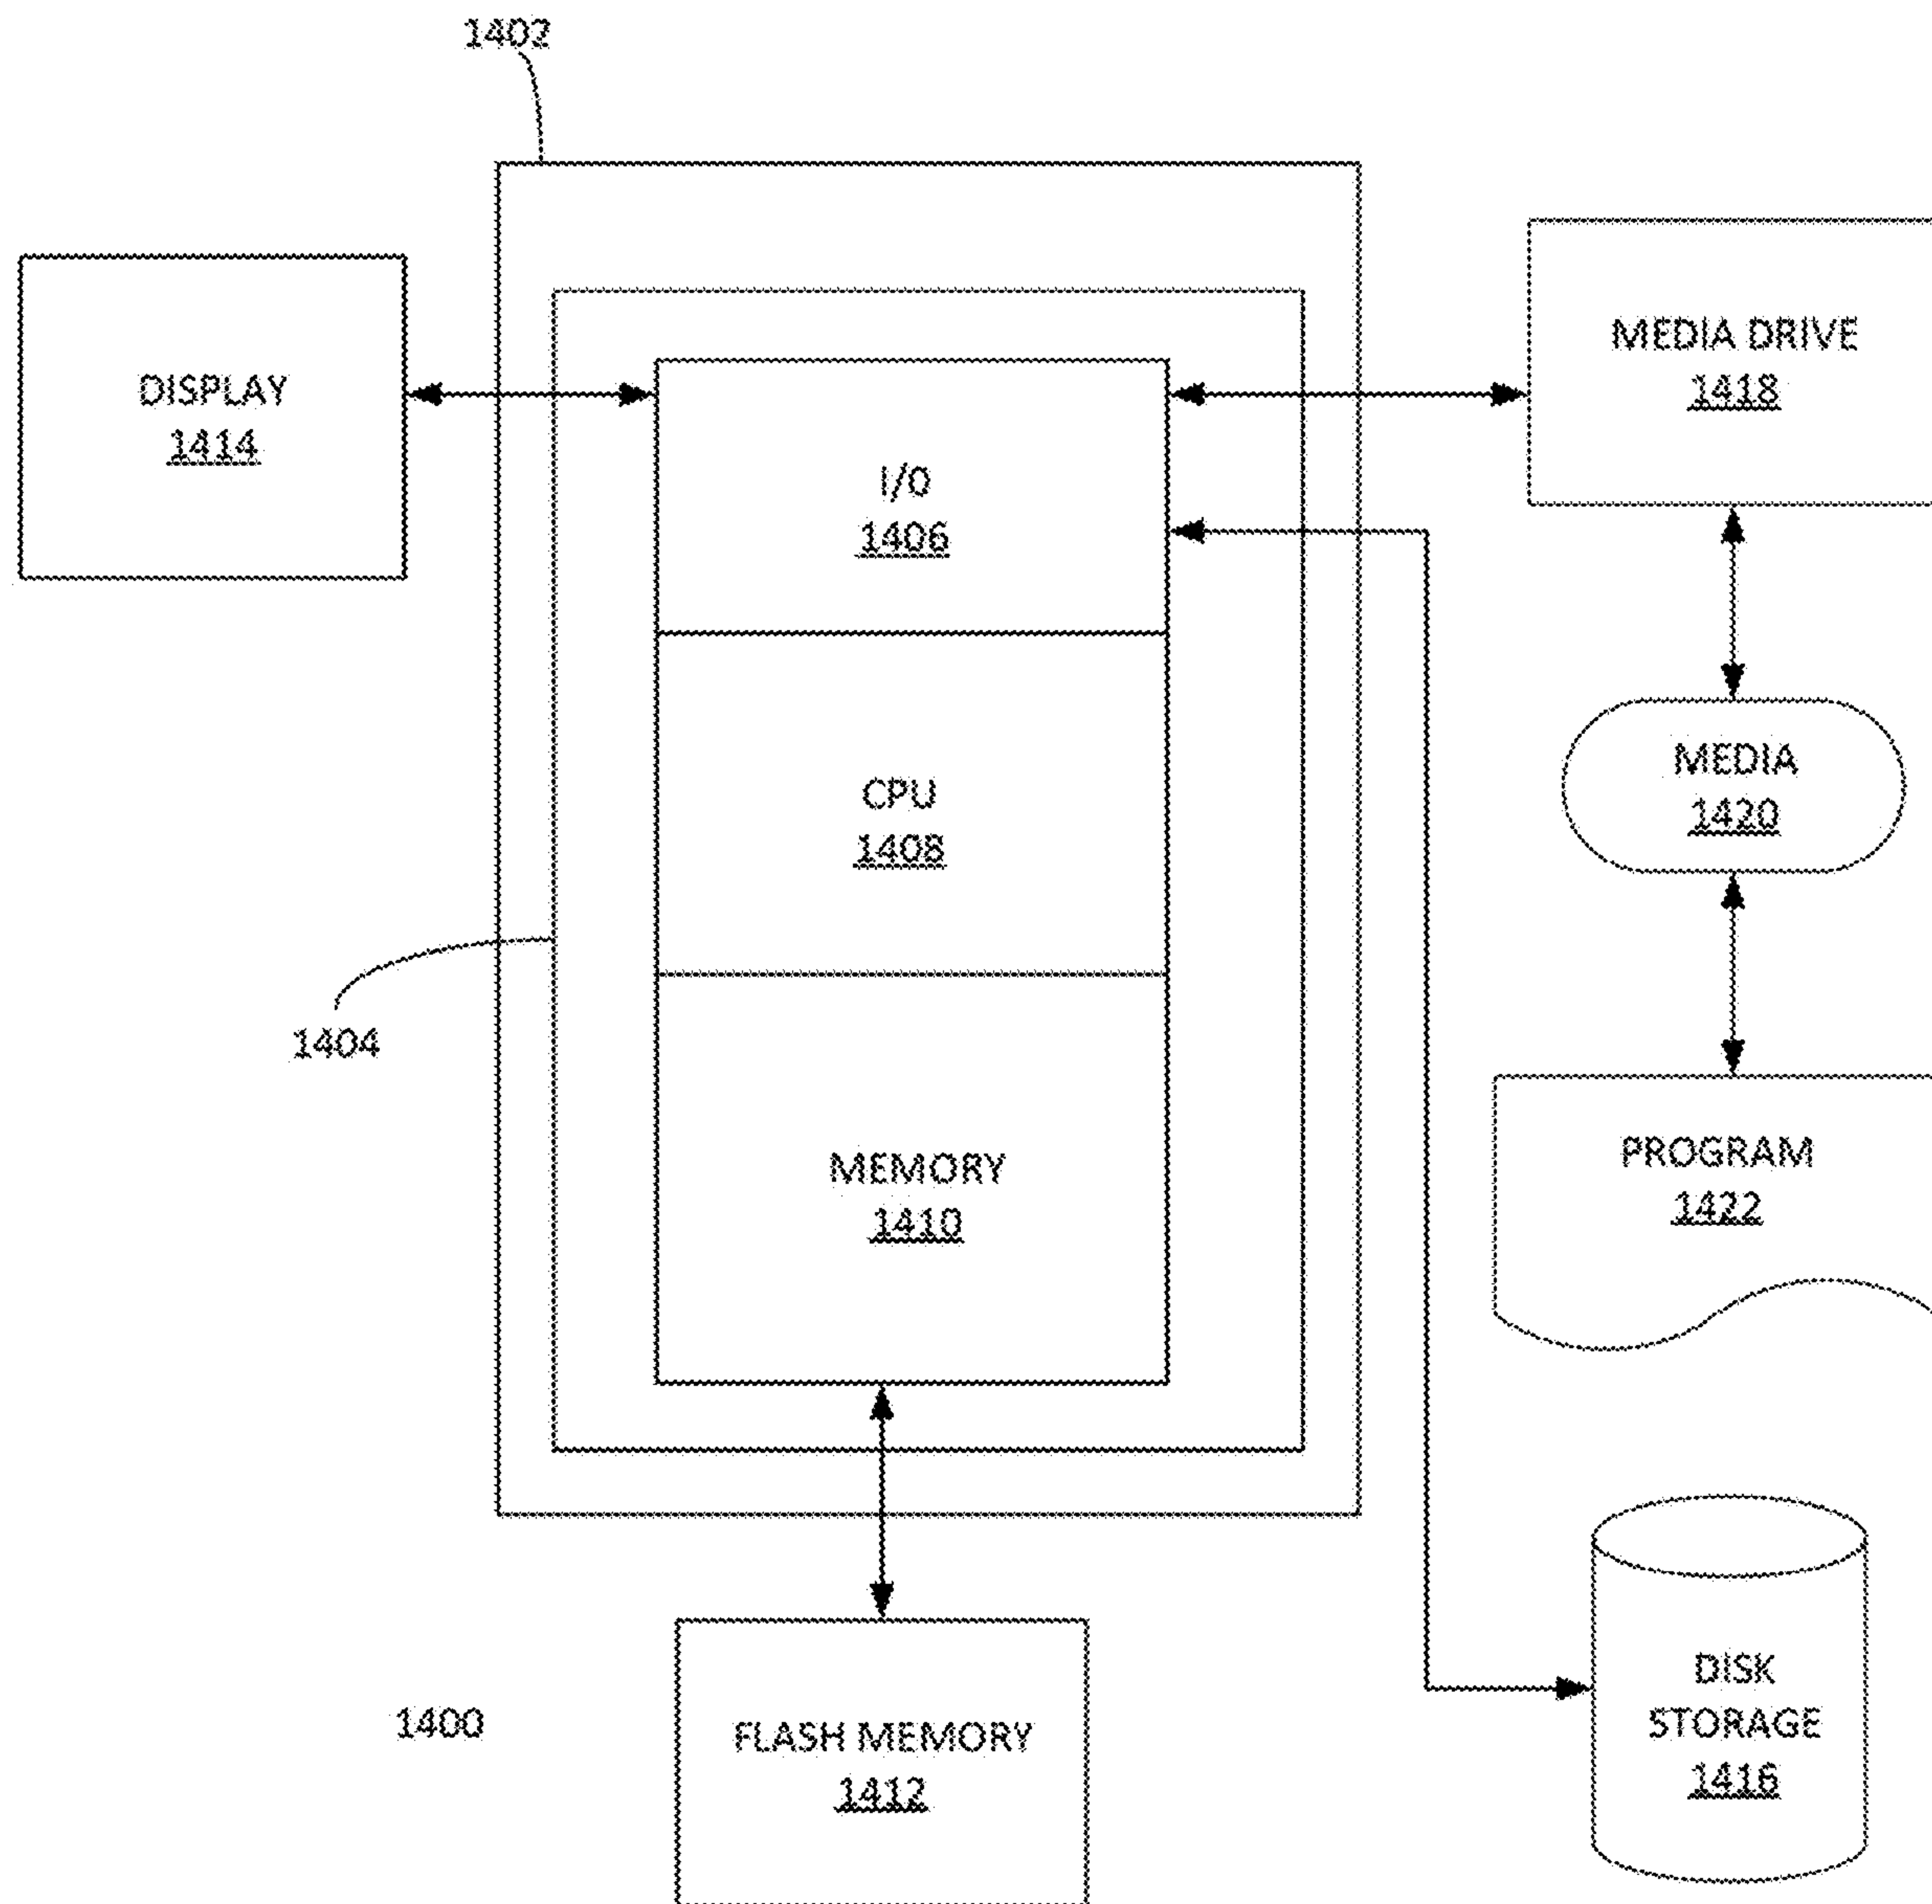 1402
DISPLAY
1414
MEDIA DRIVE
1418
I/0
1406
CPU
1408
MEDIA
1420
1404
MEMORY
1410
PROGRAM
1422
1400
FLASH MEMORY
1412
DISK
STORAGE
1416